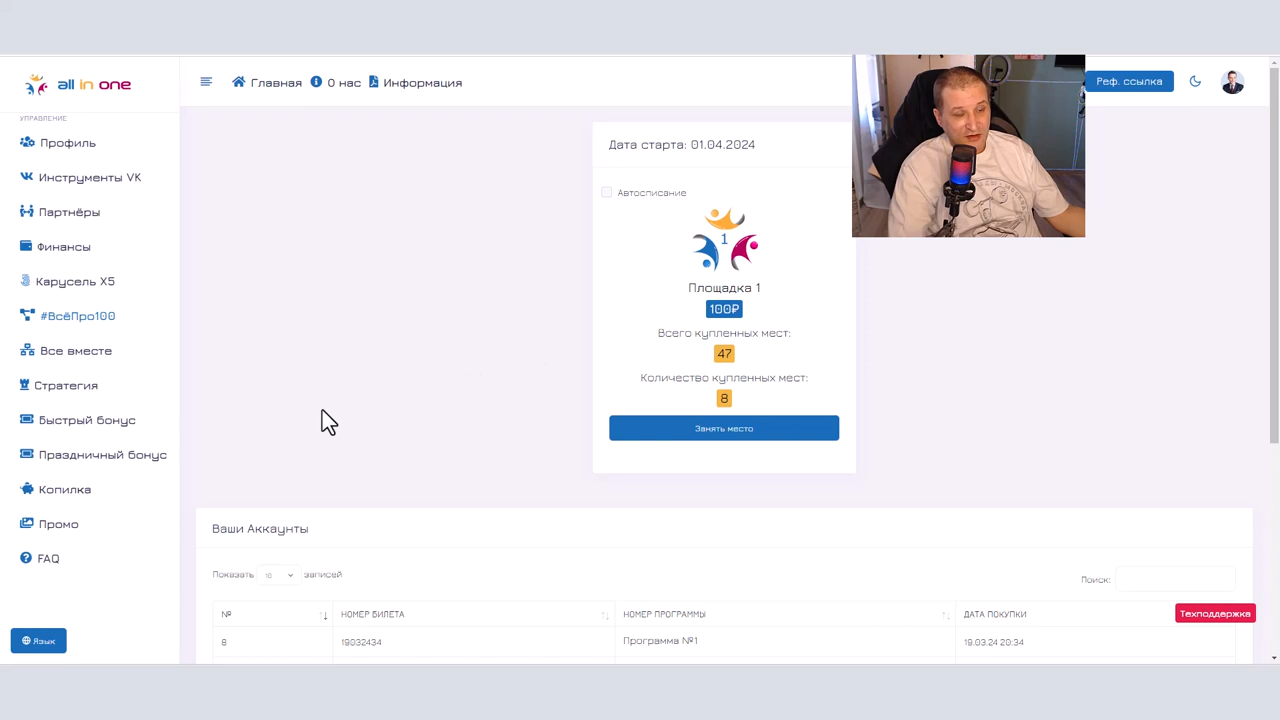 all in one
Главная О нас Информация
Реф. ссылка
УПРАВЛЕНИЕ
Профиль
Инструменты VK
Партнёры
Финансы
Карусель X5
#ВсёПро100
Все вместе
Стратегия
Быстрый бонус
Праздничный бонус
Копилка
Промо
FAQ
Язык
Дата старта: 01.04.2024
Автосписание
1
Площадка 1
100₽
Всего купленных мест:
47
Количество купленных мест:
8
Занять место
Ваши Аккаунты
Показать 10 записей
Поиск:
№ НОМЕР БИЛЕТА НОМЕР ПРОГРАММЫ ДАТА ПОКУПКИ
Техподдержка
8 19032434 Программа №1 19.03.24 20:34